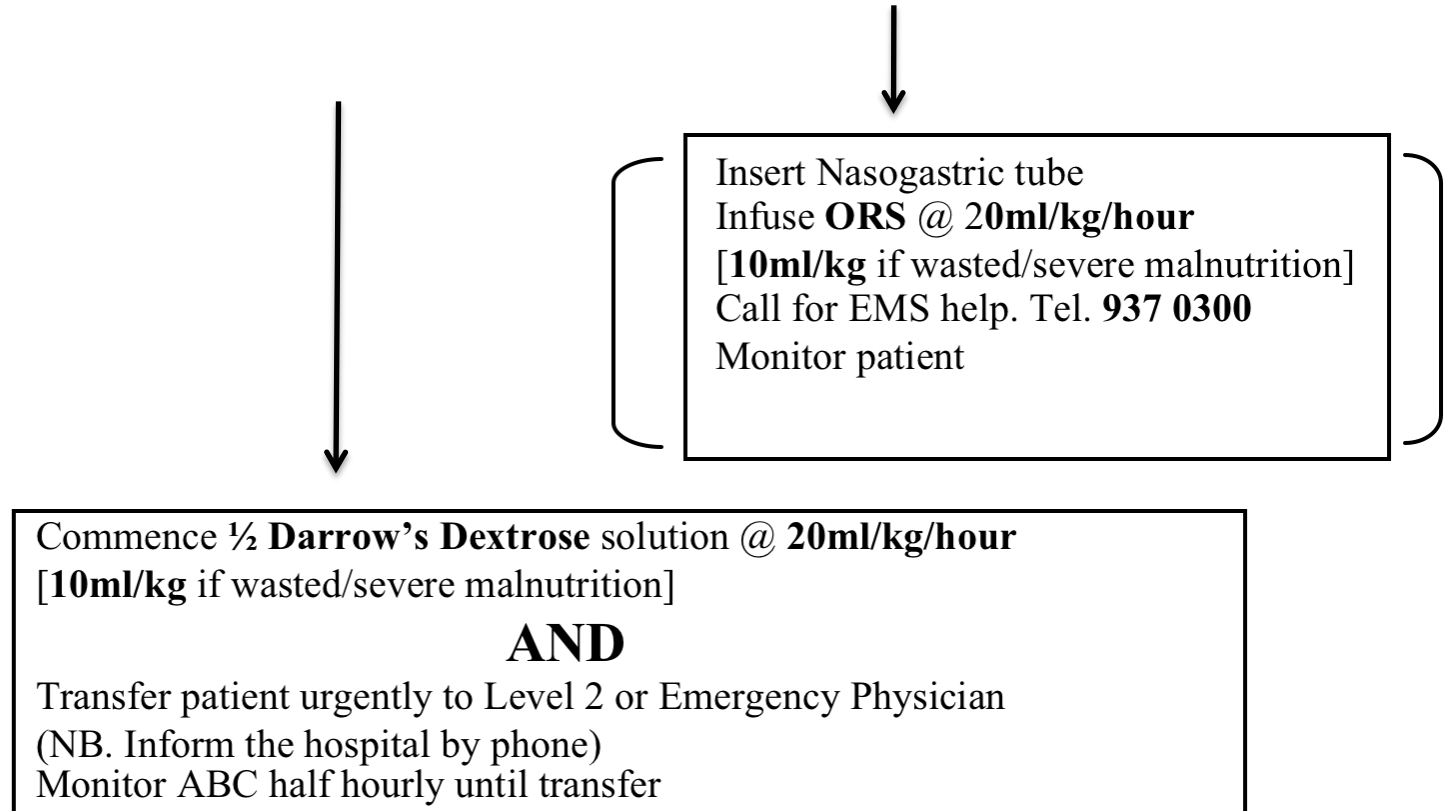 Insert Nasogastric tube
Infuse ORS @ 20ml/kg/hour
[10ml/kg if wasted/severe malnutrition]
Call for EMS help. Tel. 937 0300
Monitor patient
Commence ½ Darrow’s Dextrose solution @ 20ml/kg/hour
[10ml/kg if wasted/severe malnutrition]
AND
Transfer patient urgently to Level 2 or Emergency Physician
(NB. Inform the hospital by phone)
Monitor ABC half hourly until transfer